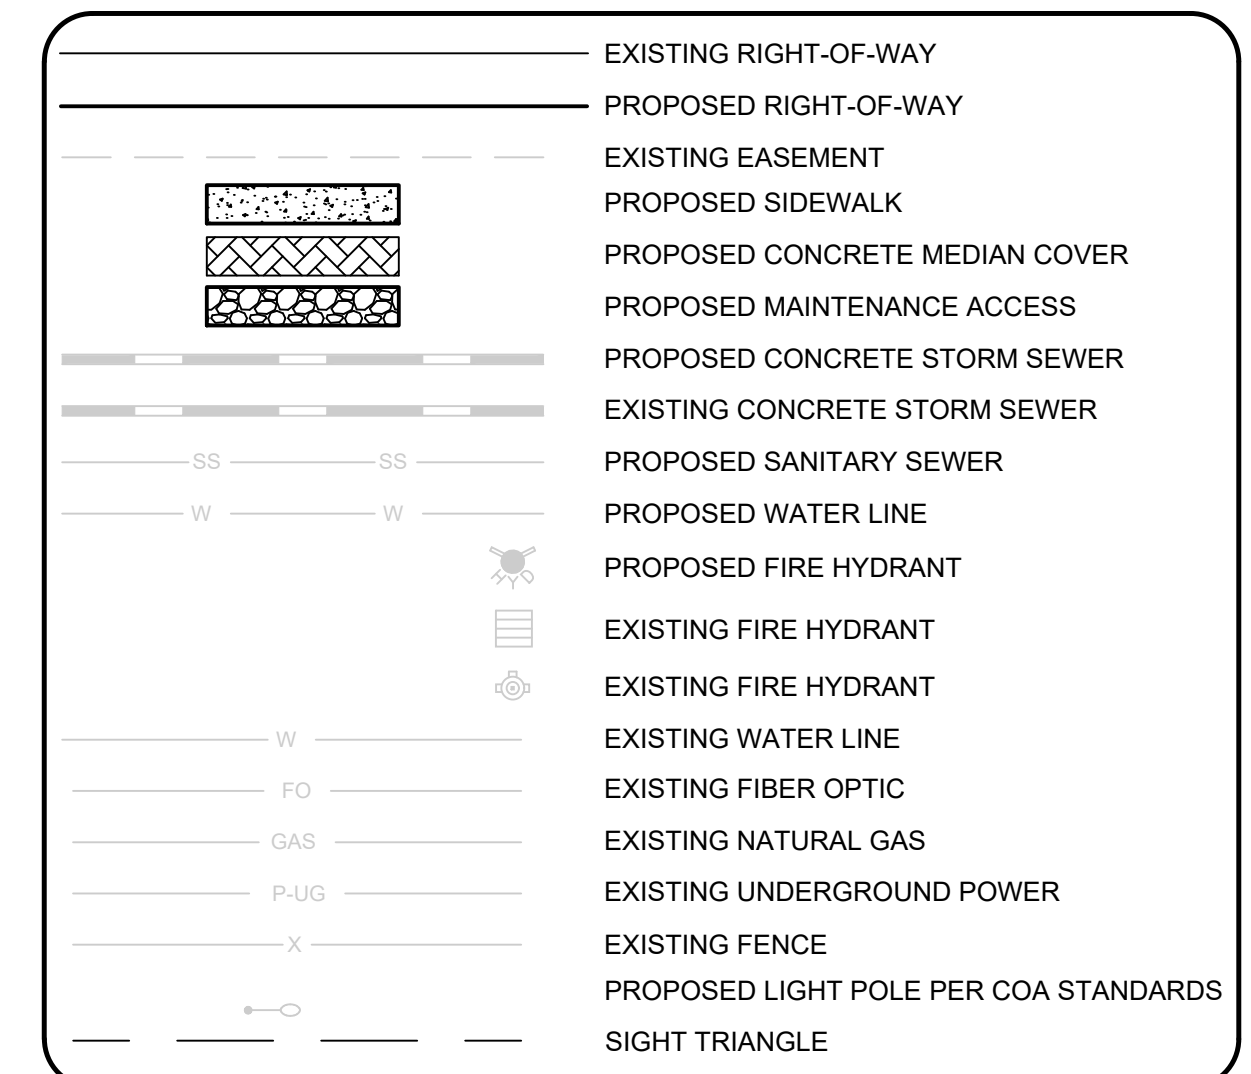 EXISTING RIGHT-OF-WAY
PROPOSED RIGHT-OF-WAY
EXISTING EASEMENT
PROPOSED SIDEWALK
PROPOSED CONCRETE MEDIAN COVER
PROPOSED MAINTENANCE ACCESS
PROPOSED CONCRETE STORM SEWER
EXISTING CONCRETE STORM SEWER
SS SS PROPOSED SANITARY SEWER
W W PROPOSED WATER LINE
HYD PROPOSED FIRE HYDRANT
EXISTING FIRE HYDRANT
EXISTING FIRE HYDRANT
W EXISTING WATER LINE
FO EXISTING FIBER OPTIC
GAS EXISTING NATURAL GAS
P-UG EXISTING UNDERGROUND POWER
X EXISTING FENCE
PROPOSED LIGHT POLE PER COA STANDARDS
SIGHT TRIANGLE